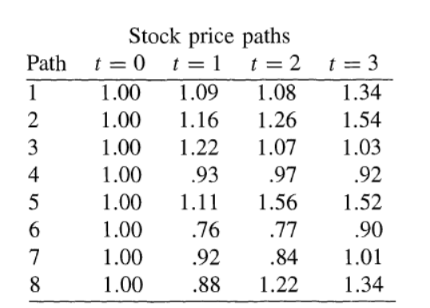 Stock price paths
Path t = 0 t = 1 t = 2 t = 3
1 1.00 1.09 1.08 1.34
2 1.00 1.16 1.26 1.54
3 1.00 1.22 1.07 1.03
4 1.00 .93 .97 .92
5 1.00 1.11 1.56 1.52
6 1.00 .76 .77 .90
7 1.00 .92 .84 1.01
8 1.00 .88 1.22 1.34